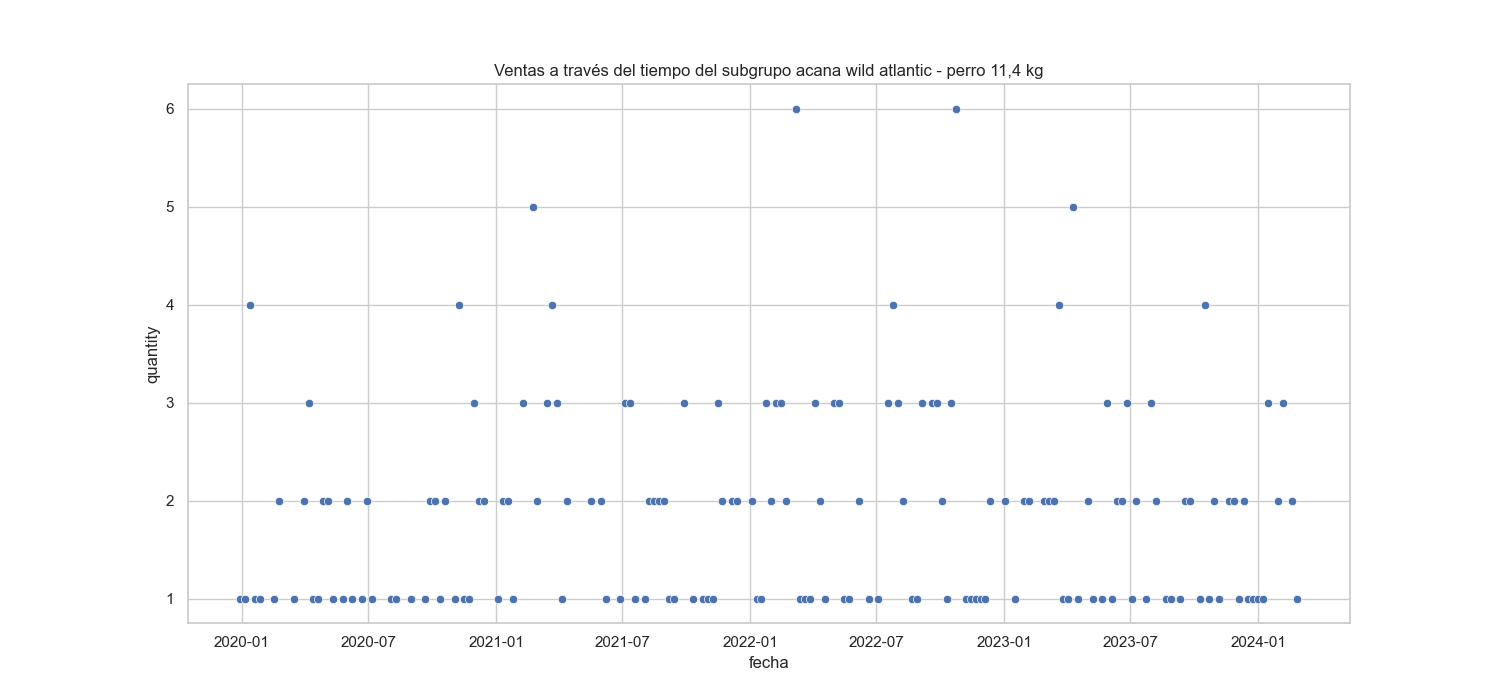 Ventas a través del tiempo del subgrupo acana wild atlantic - perro 11,4 kg
6
5
4
3
2
1
quantity
2020-01 2020-07 2021-01 2021-07 2022-01 2022-07 2023-01 2023-07 2024-01
fecha